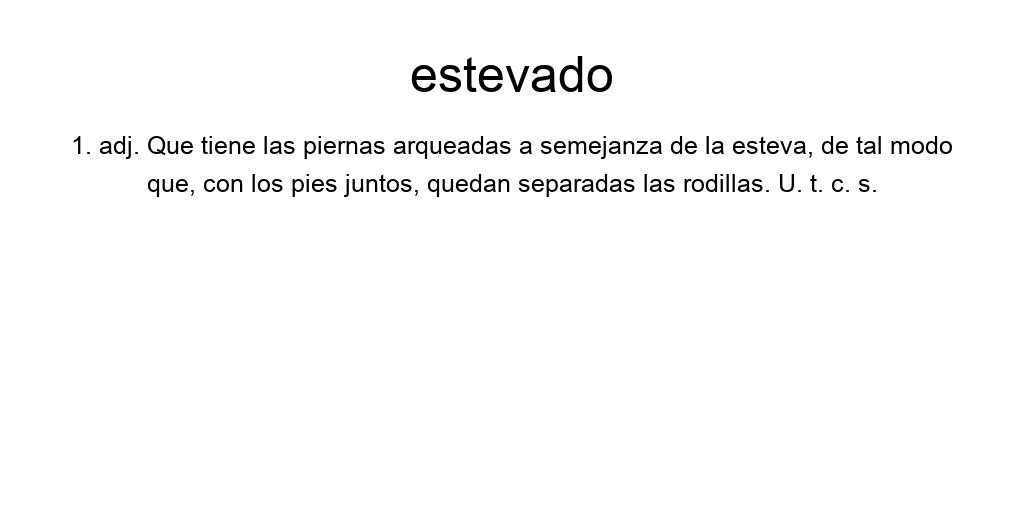 estevado
1. adj. Que tiene las piernas arqueadas a semejanza de la esteva, de tal modo
que, con los pies juntos, quedan separadas las rodillas. U. t. c. s.